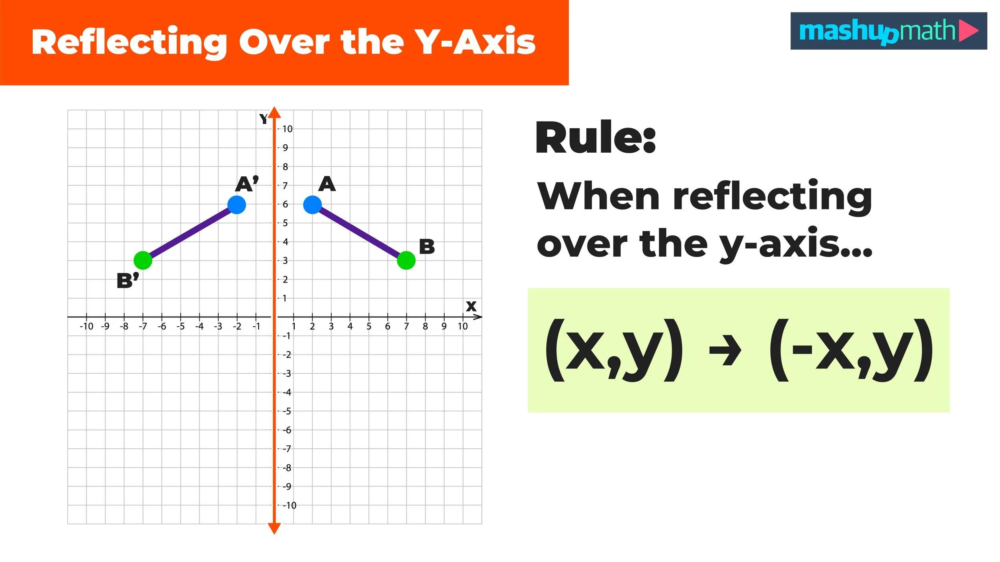 Reflecting Over the Y-Axis
mashupmath
Y
10
9
8
A’ A 7
6
5
B 4
3
B’ 2
1
x
-10 -9 -8 -7 -6 -5 -4 -3 -2 -1 1 2 3 4 5 6 7 8 9 10
-1
-2
-3
-4
-5
-6
-7
-8
-9
-10
Rule:
When reflecting
over the y-axis...
(x,y) → (-x,y)